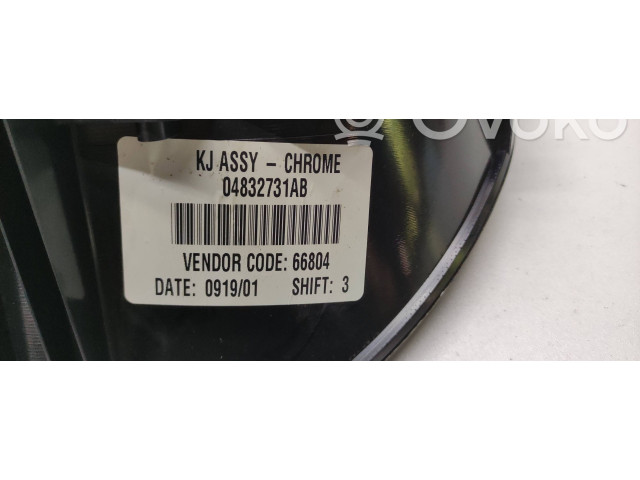 OVOKO
KJ ASSY - CHROME
04832731AB
VENDOR CODE: 66804
DATE: 0919/01 SHIFT: 3